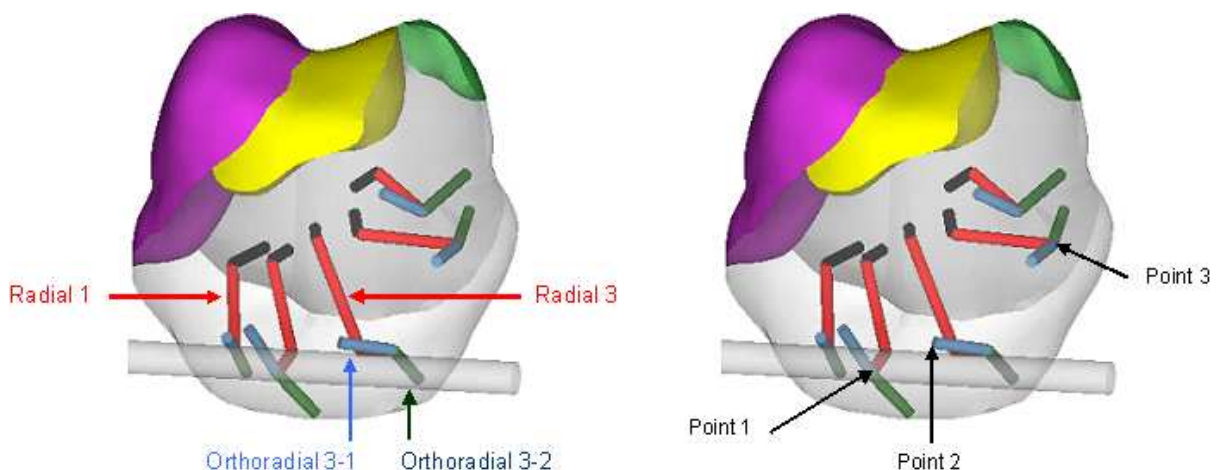 Radial 1
Radial 3
Orthoradial 3-1
Orthoradial 3-2
Point 3
Point 1
Point 2